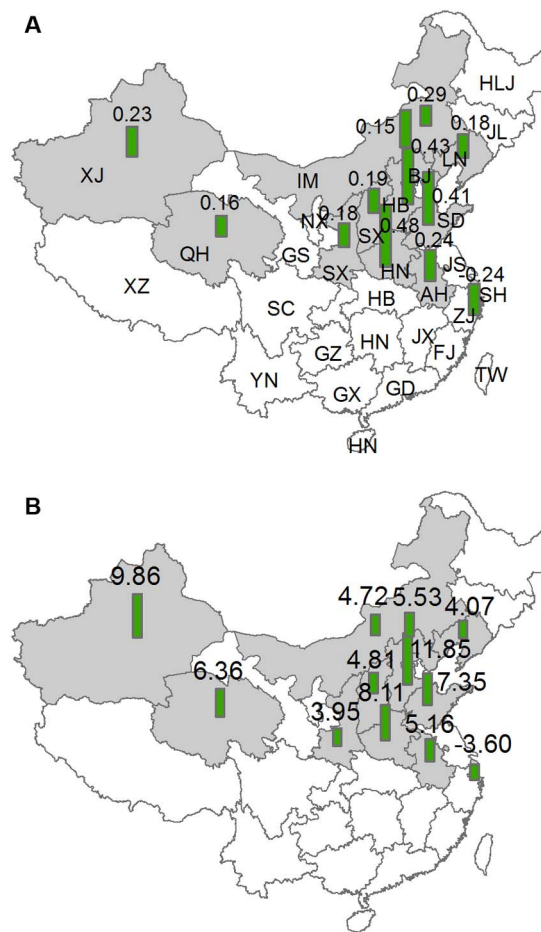 A
HLJ
0.29
0.23
0.15
0.18
JL
0.43
LN
XJ
IM
BJ
0.19
0.41
0.16
HB
NX
0.18
SD
SX
0.48
0.24
QH
GS
JS
-0.24
SX
HN
XZ
AH
SH
HB
SC
ZJ
JX
HN
GZ
FJ
YN
TW
GX
GD
HN
B
9.86
4.72
5.53
4.07
11.85
6.36
4.81
7.35
8.11
3.95
5.16
-3.60